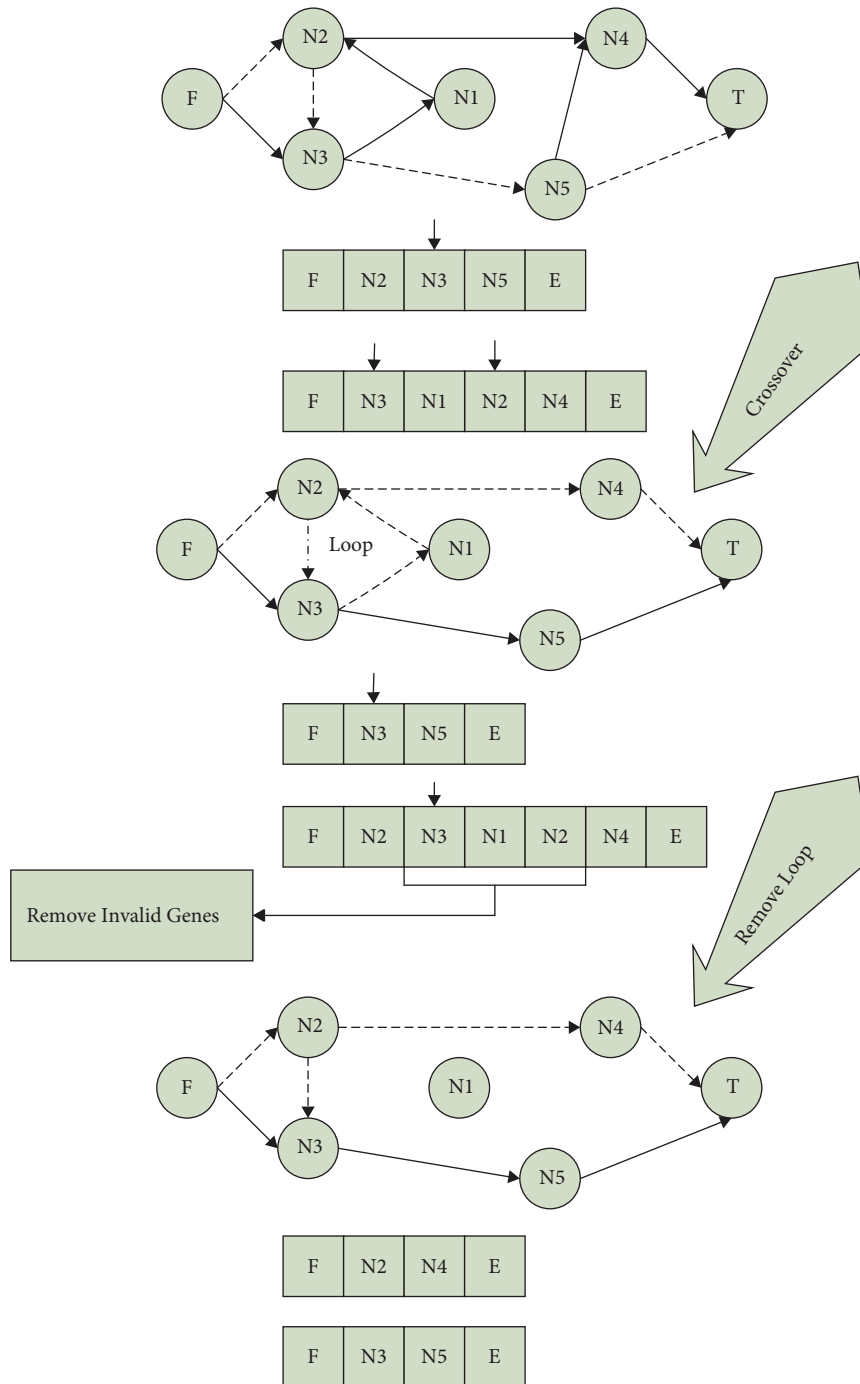 N2
N4
F
N1
T
N3
N5
F N2 N3 N5 E
F N3 N1 N2 N4 E
Crossover
N2
N4
F
Loop
N1
T
N3
N5
F N3 N5 E
F N2 N3 N1 N2 N4 E
Remove Invalid Genes
Remove Loop
N2
N4
F
N1
T
N3
N5
F N2 N4 E
F N3 N5 E